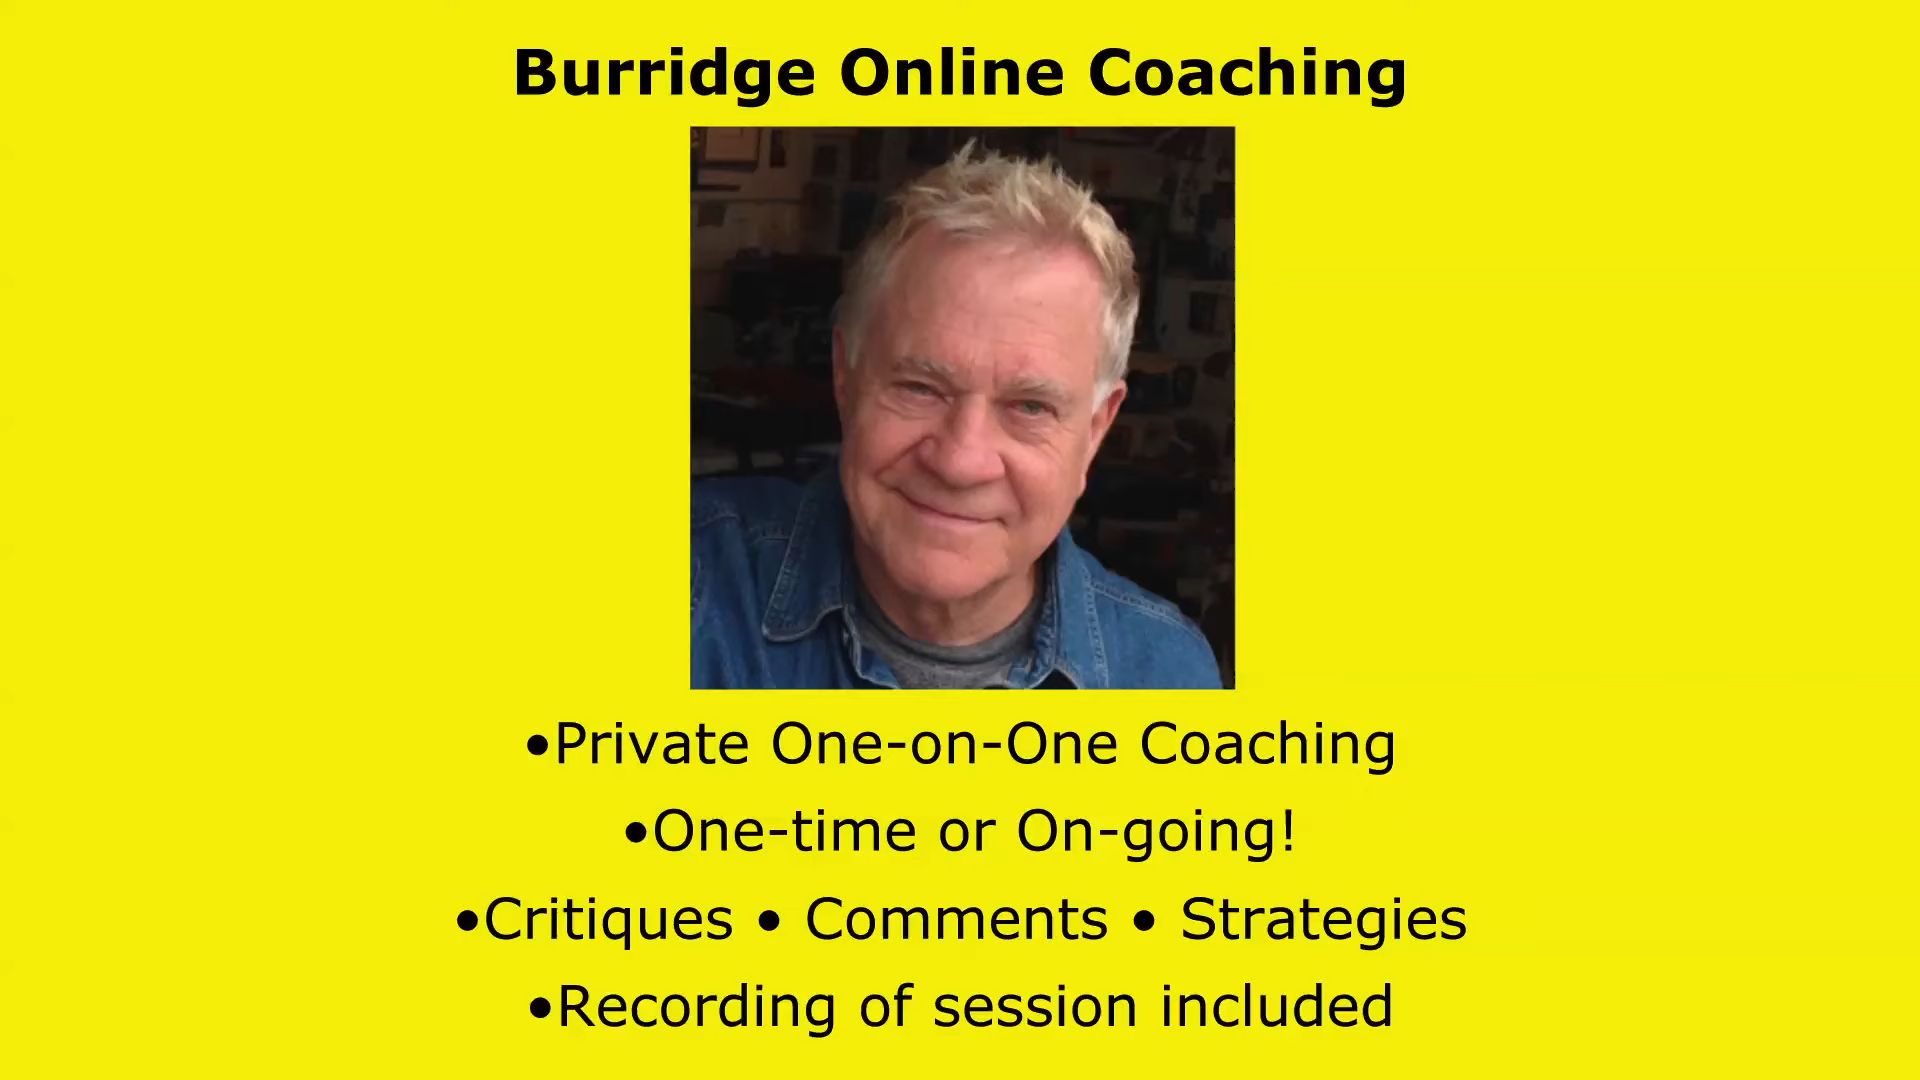 Burridge Online Coaching
•Private One-on-One Coaching
•One-time or On-going!
•Critiques • Comments • Strategies
•Recording of session included